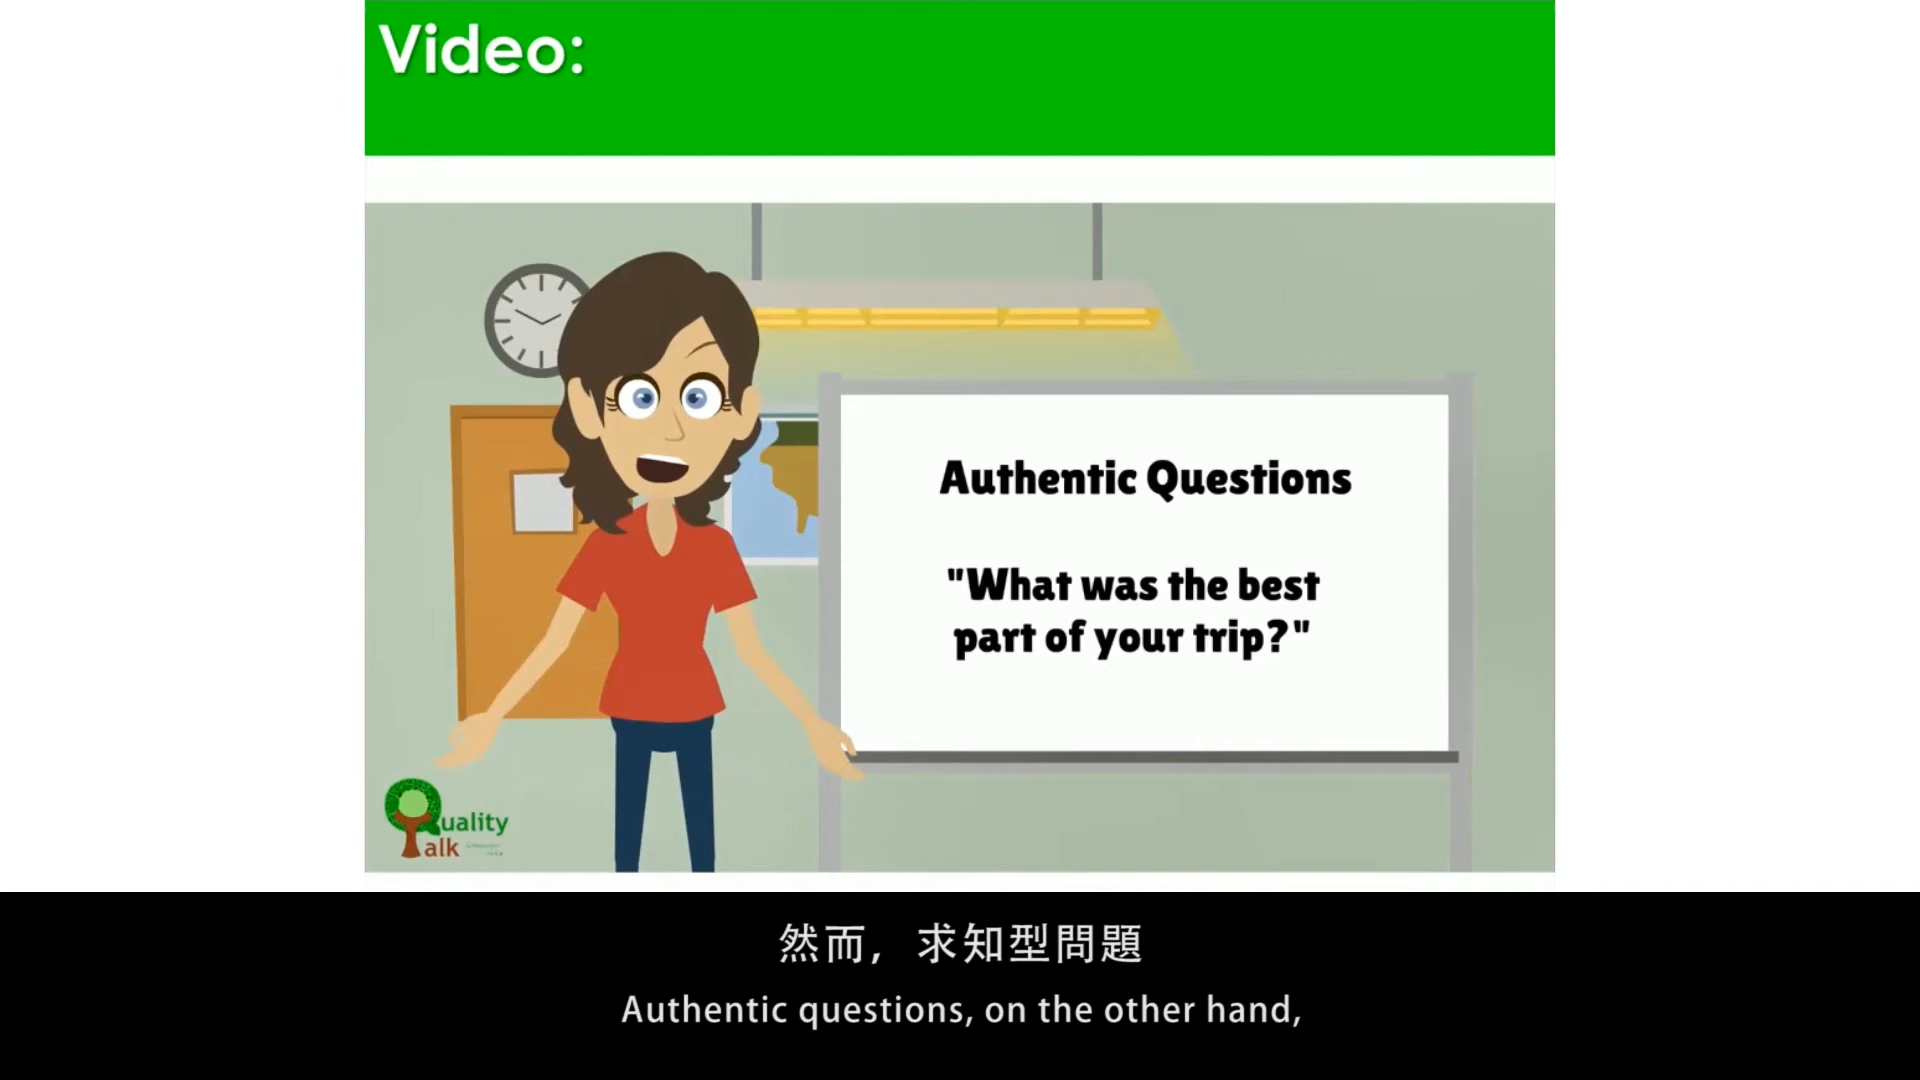 Video:
Authentic Questions
"What was the best
part of your trip?"
Quality
Talk
然而，求知型問題
Authentic questions, on the other hand,